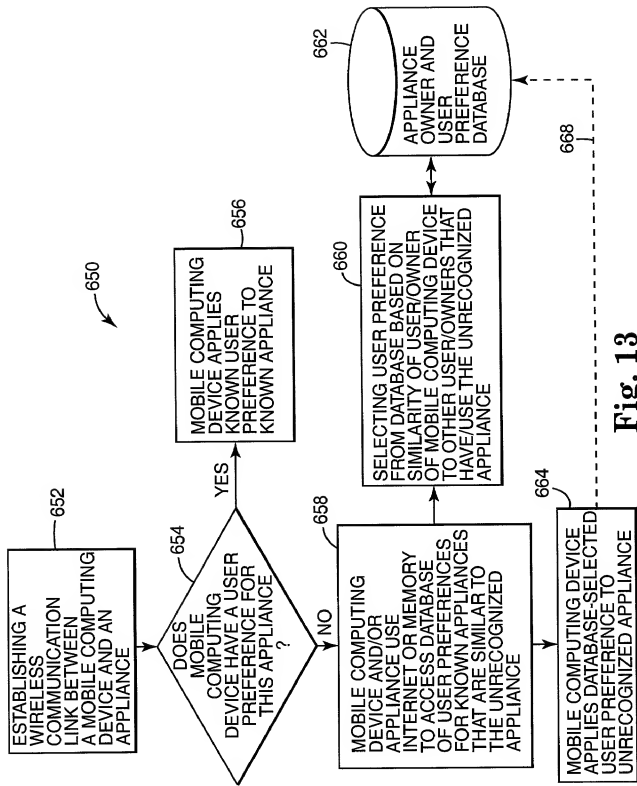 650
652
ESTABLISHING A
WIRELESS
COMMUNICATION
LINK BETWEEN
A MOBILE COMPUTING
DEVICE AND AN
APPLIANCE
654
DOES
MOBILE
COMPUTING
DEVICE HAVE A USER
PREFERENCE FOR
THIS APPLIANCE
?
YES
656
MOBILE COMPUTING
DEVICE APPLIES
KNOWN USER
PREFERENCE TO
KNOWN APPLIANCE
NO
658
MOBILE COMPUTING
DEVICE AND/OR
APPLIANCE USE
INTERNET OR MEMORY
TO ACCESS DATABASE
OF USER PREFERENCES
FOR KNOWN APPLIANCES
THAT ARE SIMILAR TO
THE UNRECOGNIZED
APPLIANCE
660
SELECTING USER PREFERENCE
FROM DATABASE BASED ON
SIMILARITY OF USER/OWNER
OF MOBILE COMPUTING DEVICE
TO OTHER USER/OWNERS THAT
HAVE/USE THE UNRECOGNIZED
APPLIANCE
662
APPLIANCE
OWNER AND
USER
PREFERENCE
DATABASE
664
MOBILE COMPUTING DEVICE
APPLIES DATABASE-SELECTED
USER PREFERENCE TO
UNRECOGNIZED APPLIANCE
668
Fig. 13